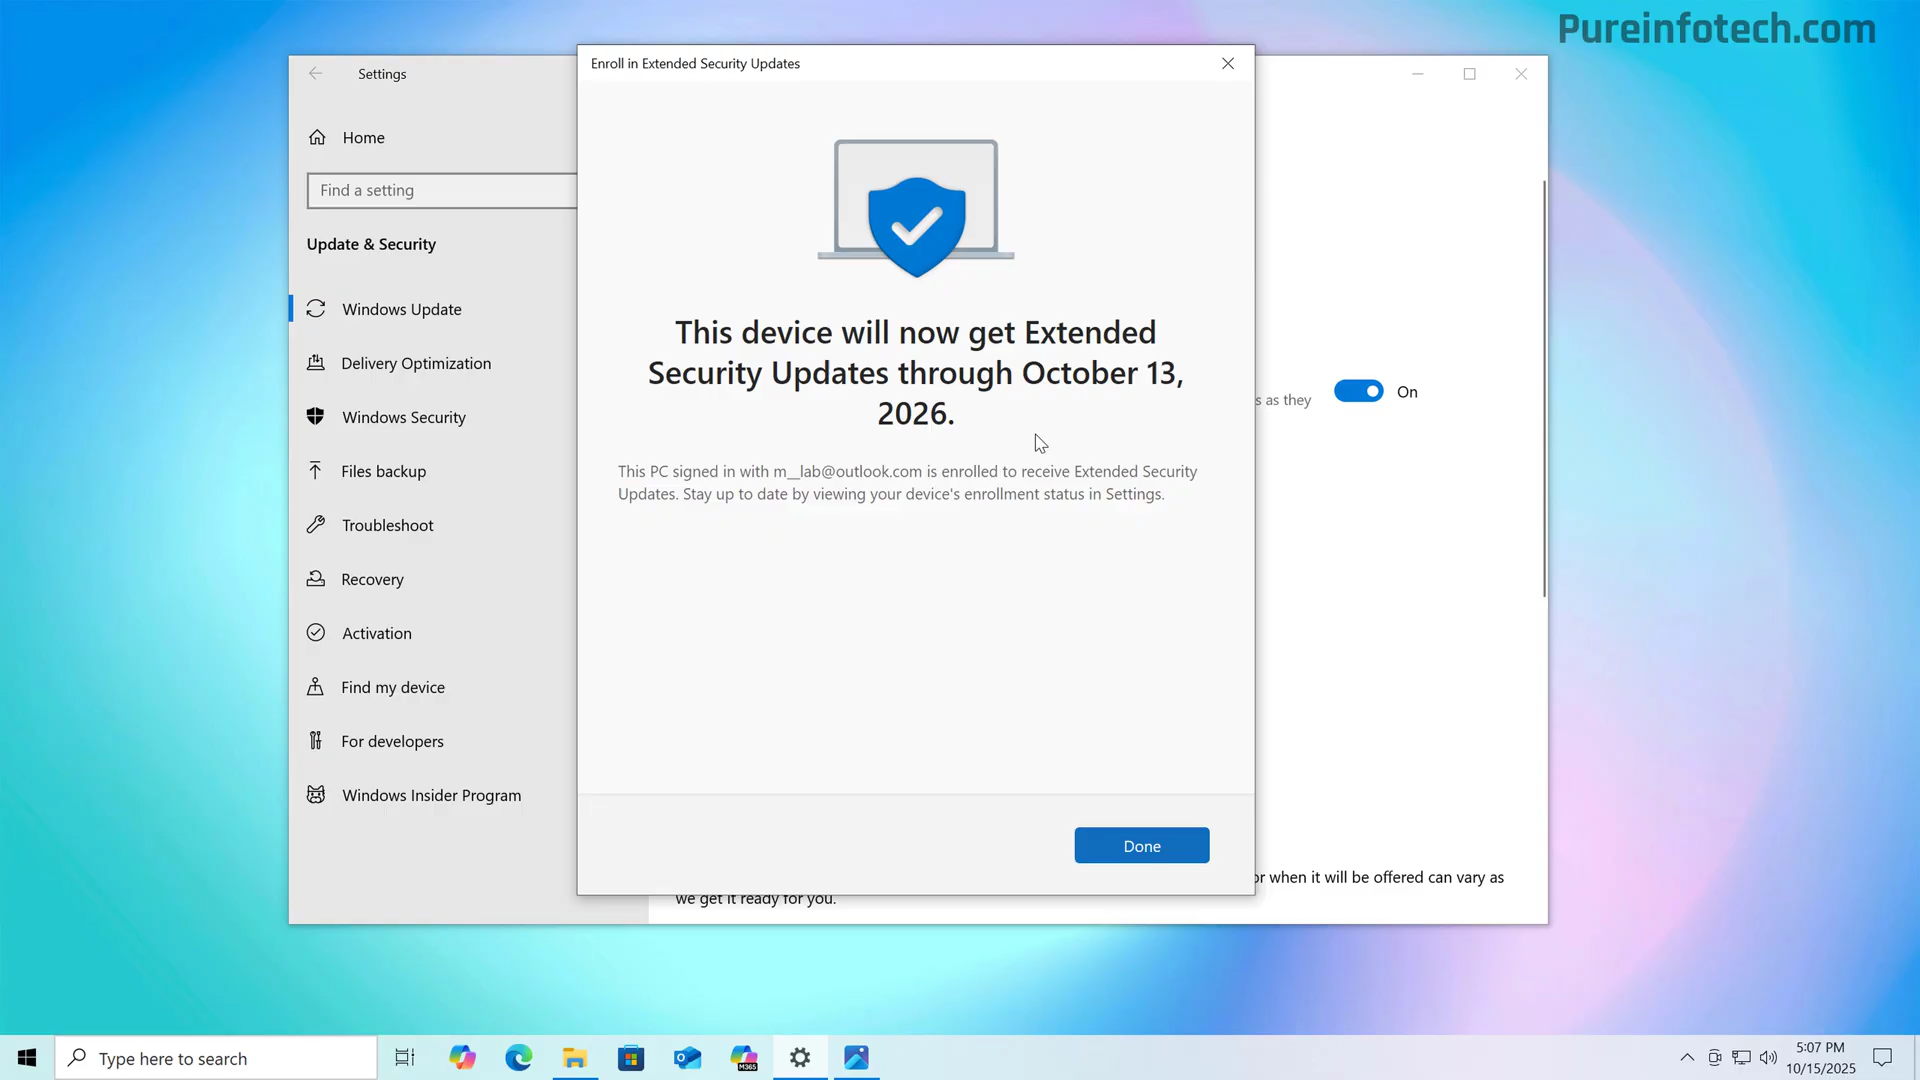 Pureinfotech.com
Settings
Home
Find a setting
Update & Security
Windows Update
Delivery Optimization
Windows Security
Files backup
Troubleshoot
Recovery
Activation
Find my device
For developers
Windows Insider Program
Enroll in Extended Security Updates
This device will now get Extended
Security Updates through October 13,
2026.
This PC signed in with m__lab@outlook.com is enrolled to receive Extended Security
Updates. Stay up to date by viewing your device's enrollment status in Settings.
Done
s as they
On
or when it will be offered can vary as
we get it ready for you.
Type here to search
M365
5:07 PM
10/15/2025